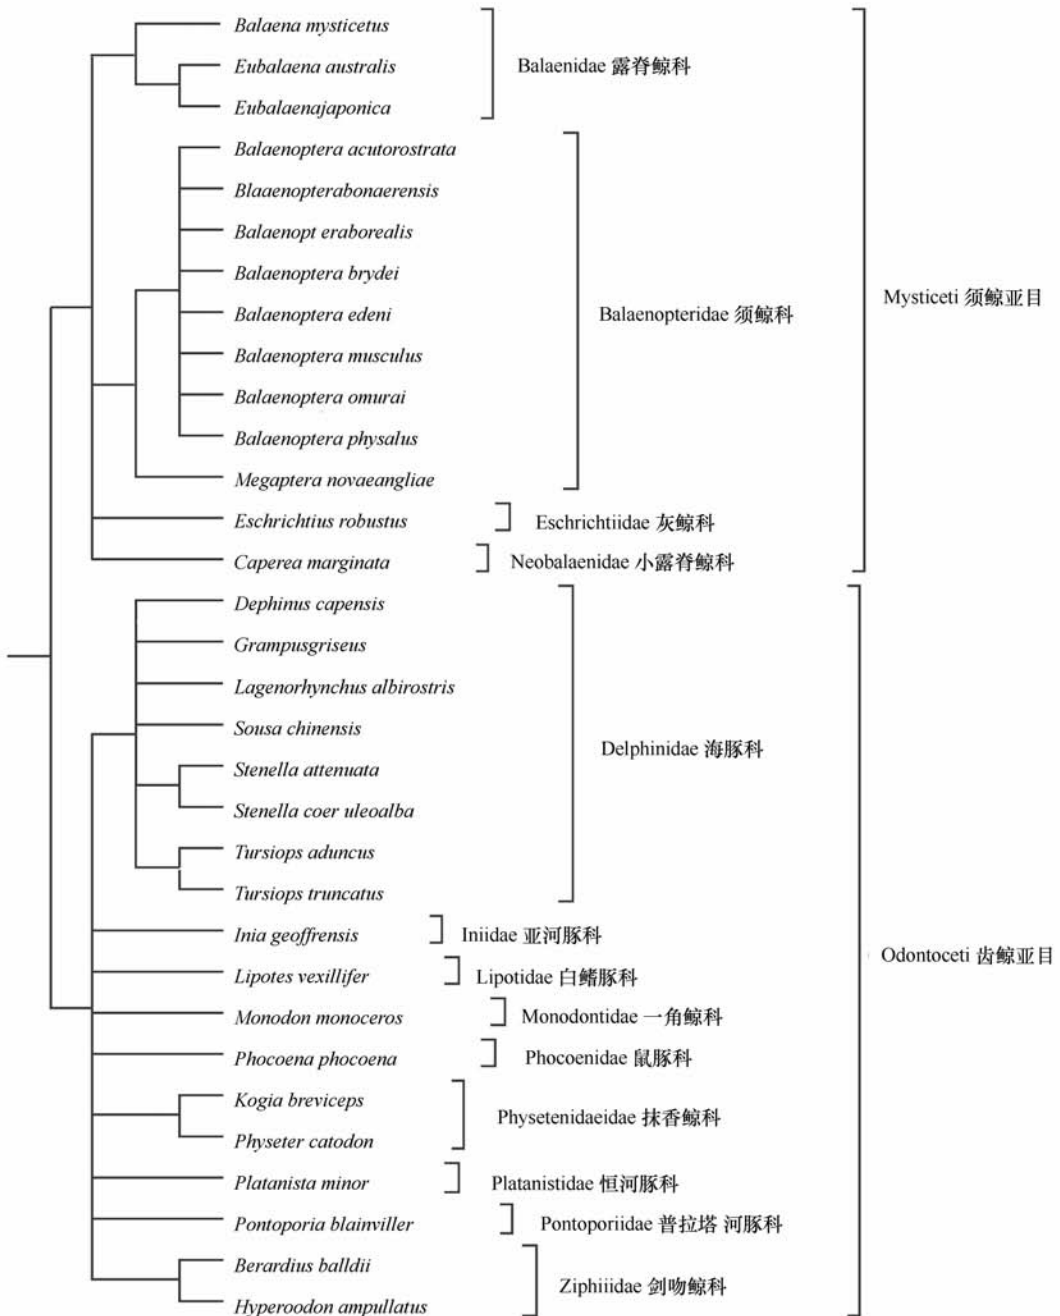 Balaena mysticetus
Eubalaena australis
Balaenidae 露脊鲸科
Eubalaenajaponica
Balaenoptera acutorostrata
Blaaenopterabonaerensis
Balaenopt eraborealis
Balaenoptera brydei
Mysticeti 须鲸亚目
Balaenoptera edeni
Balaenopteridae 须鲸科
Balaenoptera musculus
Balaenoptera omurai
Balaenoptera physalus
Megaptera novaeangliae
Eschrichtius robustus
Eschrichtiidae 灰鲸科
Caperea marginata
Neobalaenidae 小露脊鲸科
Dephinus capensis
Grampusgriseus
Lagenorhynchus albirostris
Sousa chinensis
Delphinidae 海豚科
Stenella attenuata
Stenella coer uleoalba
Tursiops aduncus
Tursiops truncatus
Inia geoffrensis
Iniidae 亚河豚科
Odontoceti 齿鲸亚目
Lipotes vexillifer
Lipotidae 白鳍豚科
Monodon monoceros
Monodontidae 一角鲸科
Phocoena phocoena
Phocoenidae 鼠豚科
Kogia breviceps
Physetenidaeidae 抹香鲸科
Physeter catodon
Platanista minor
Platanistidae 恒河豚科
Pontoporia blainviller
Pontoporiidae 普拉塔 河豚科
Berardius balldii
Ziphiiidae 剑吻鲸科
Hyperoodon ampullatus